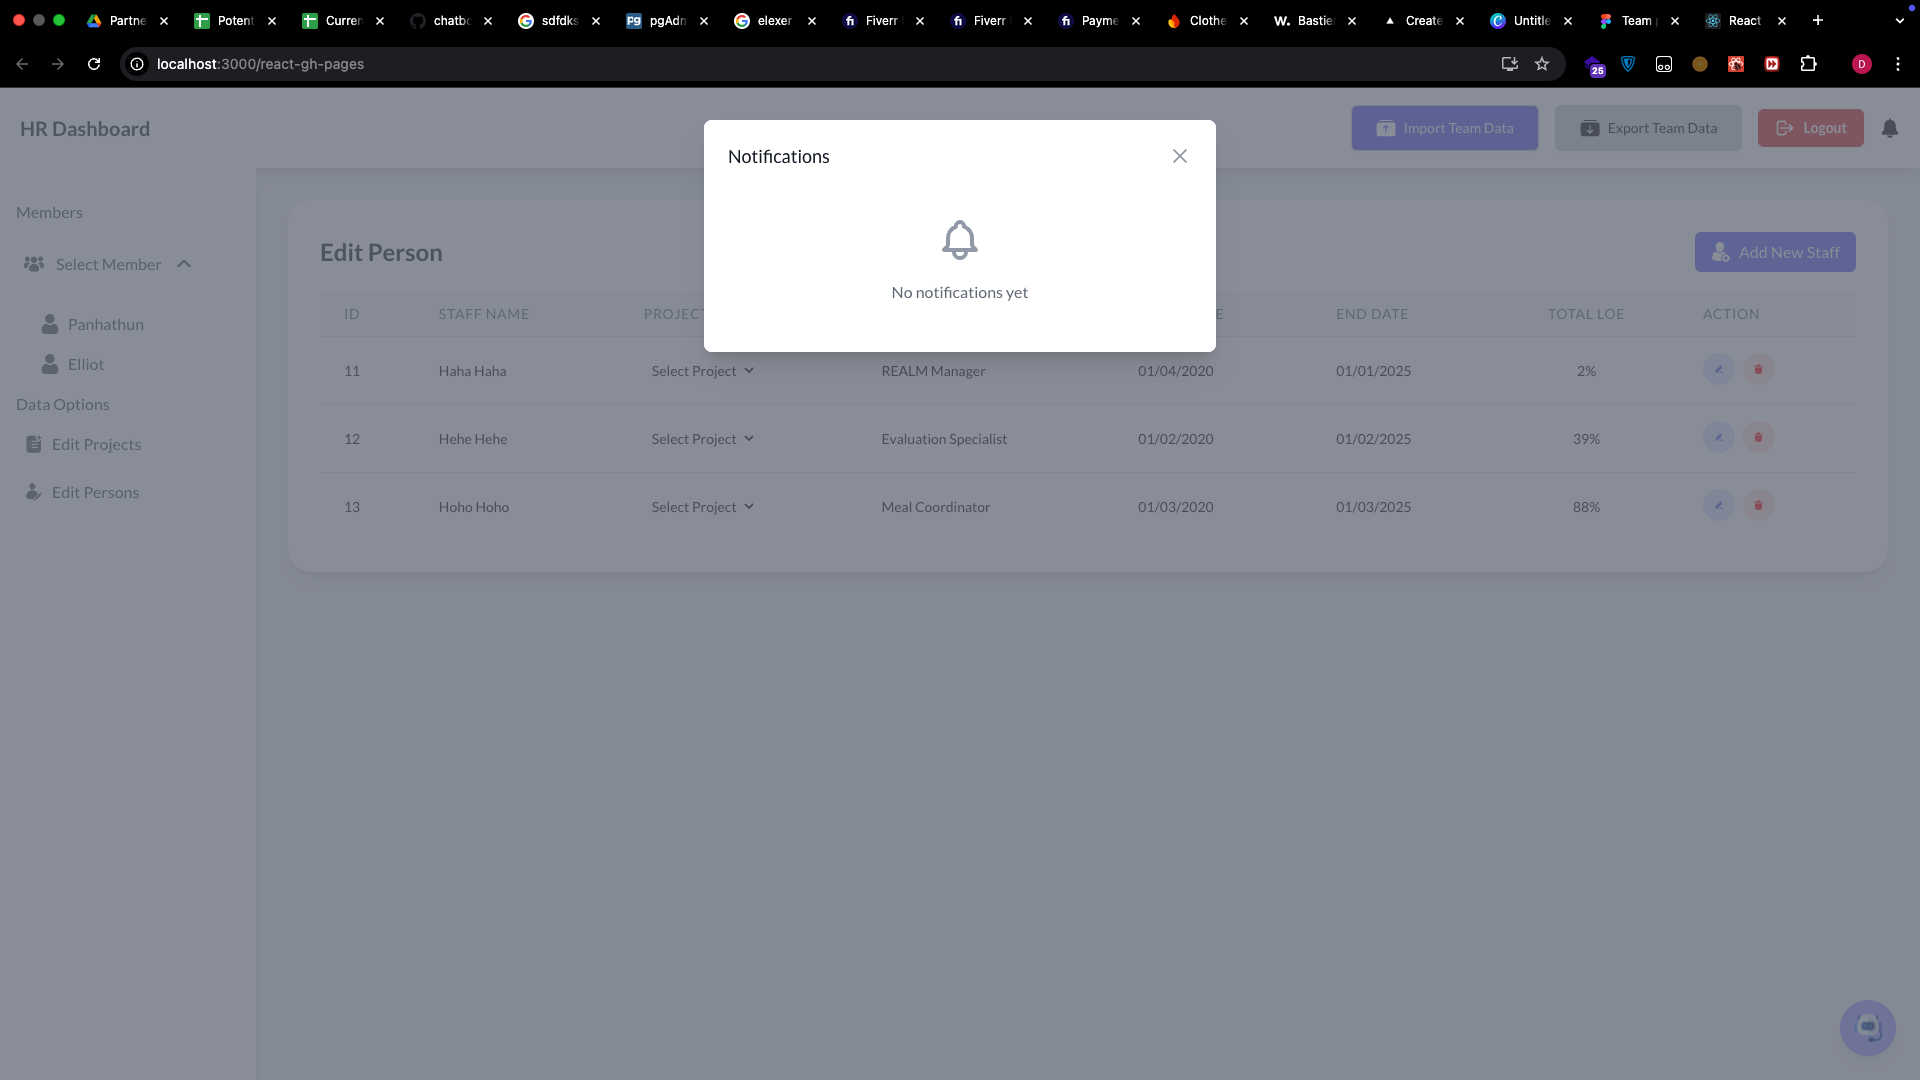 Partne Potent Curren chatbo sdfdks pgAdm elexer Fiverr Fiverr Payme Clothe Bastie Create Untitle Team React
localhost:3000/react-gh-pages 25 D
HR Dashboard
Import Team Data Export Team Data Logout
Notifications
No notifications yet
Members
Select Member
Panhathun
Elliot
Data Options
Edit Projects
Edit Persons
Edit Person Add New Staff
ID STAFF NAME PROJECT E END DATE TOTAL LOE ACTION
11 Haha Haha Select Project REALM Manager 01/04/2020 01/01/2025 2%
12 Hehe Hehe Select Project Evaluation Specialist 01/02/2020 01/02/2025 39%
13 Hoho Hoho Select Project Meal Coordinator 01/03/2020 01/03/2025 88%